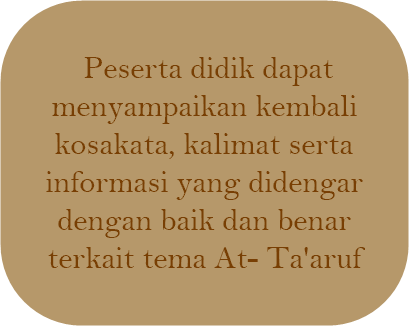 Peserta didik dapat
menyampaikan kembali
kosakata, kalimat serta
informasi yang didengar
dengan baik dan benar
terkait tema At- Ta'aruf